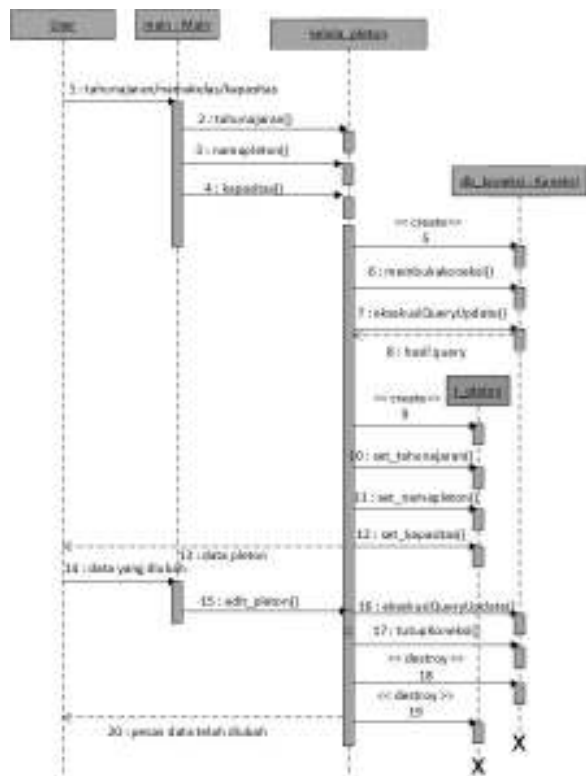 User
main : Main
kelola_pleton
1 : tahunajaran/namakelas/kapasitas
2 : tahunajaran()
3 : namapleton()
4 : kapasitas()
db_koneksi : Koneksi
<< create >>
5
6 : membukakoneksi()
7 : eksekusiQueryUpdate()
8 : hasil query
t_pleton
<< create >>
9
10 : set_tahunajaran()
11 : set_namapleton()
12 : set_kapasitas()
13 : data pleton
14 : data yang diubah
15 : edit_pleton()
16 : eksekusiQueryUpdate()
17 : tutupKoneksi()
<< destroy >>
18
<< destroy >>
19
20 : pesan data telah diubah
X
X